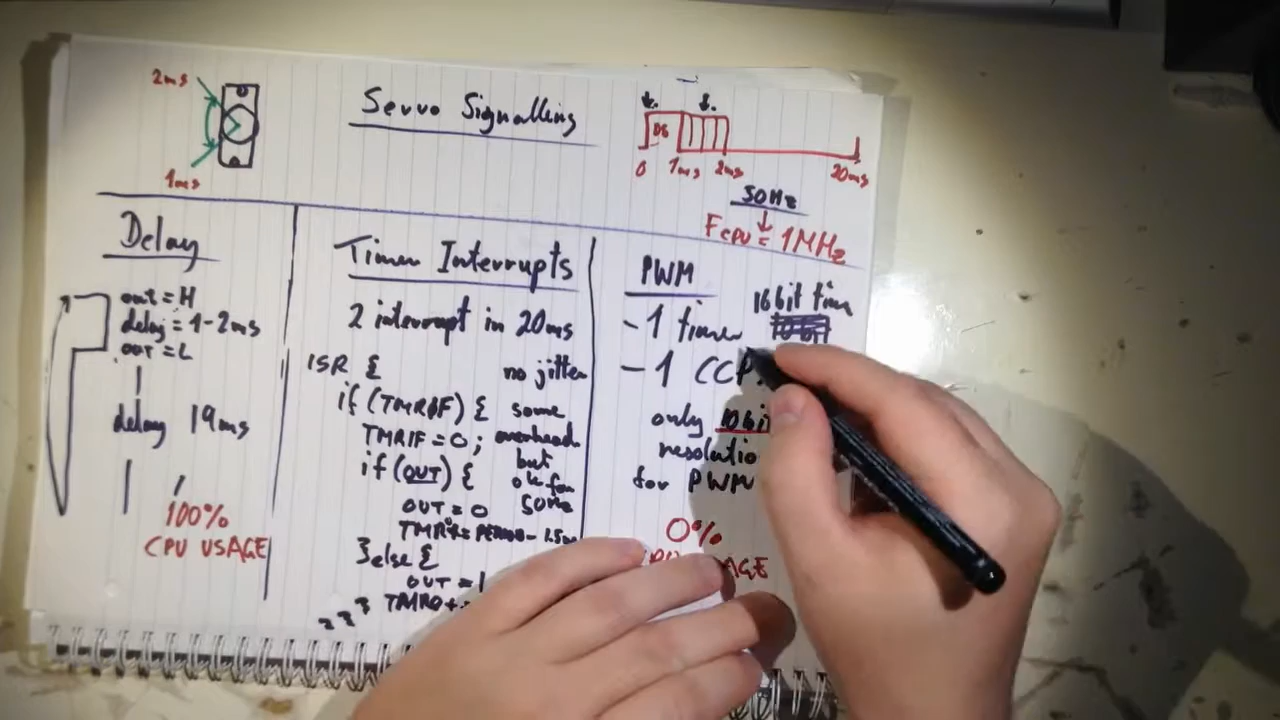 2ms
1ms
Servo Signalling
DS
0 1ms 2ms 20ms
50Hz
FCPU = 1MHz
Delay
out = H
delay = 1-2ms
out = L
delay 19ms
100%
CPU USAGE
Timer Interrupts
2 interrupt in 20ms
ISR {
no jitter
if (TMR0F) {
TMRIF = 0;
if (OUT) {
OUT = 0
some
overhead
but
ok for
50Hz
} else {
OUT = 1
TMR0 +
} } }
PWM
16bit
- 1 timer
- 1 CCP
only 10bit
for PWM
0%